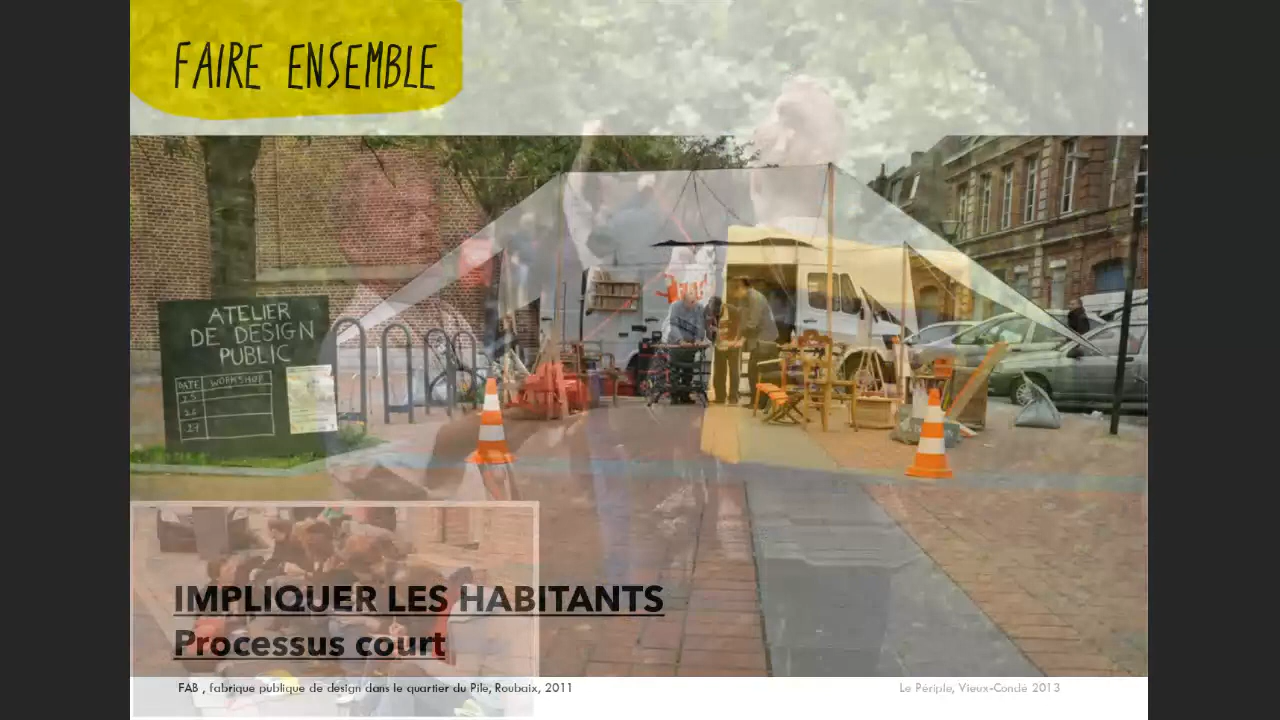 FAIRE ENSEMBLE
ATELIER
DE DESIGN
PUBLIC
DATE WORKSHOP
25
26
27
IMPLIQUER LES HABITANTS
Processus court
FAB , fabrique publique de design dans le quartier du Pile, Roubaix, 2011
Le Périple, Vieux-Condé 2013